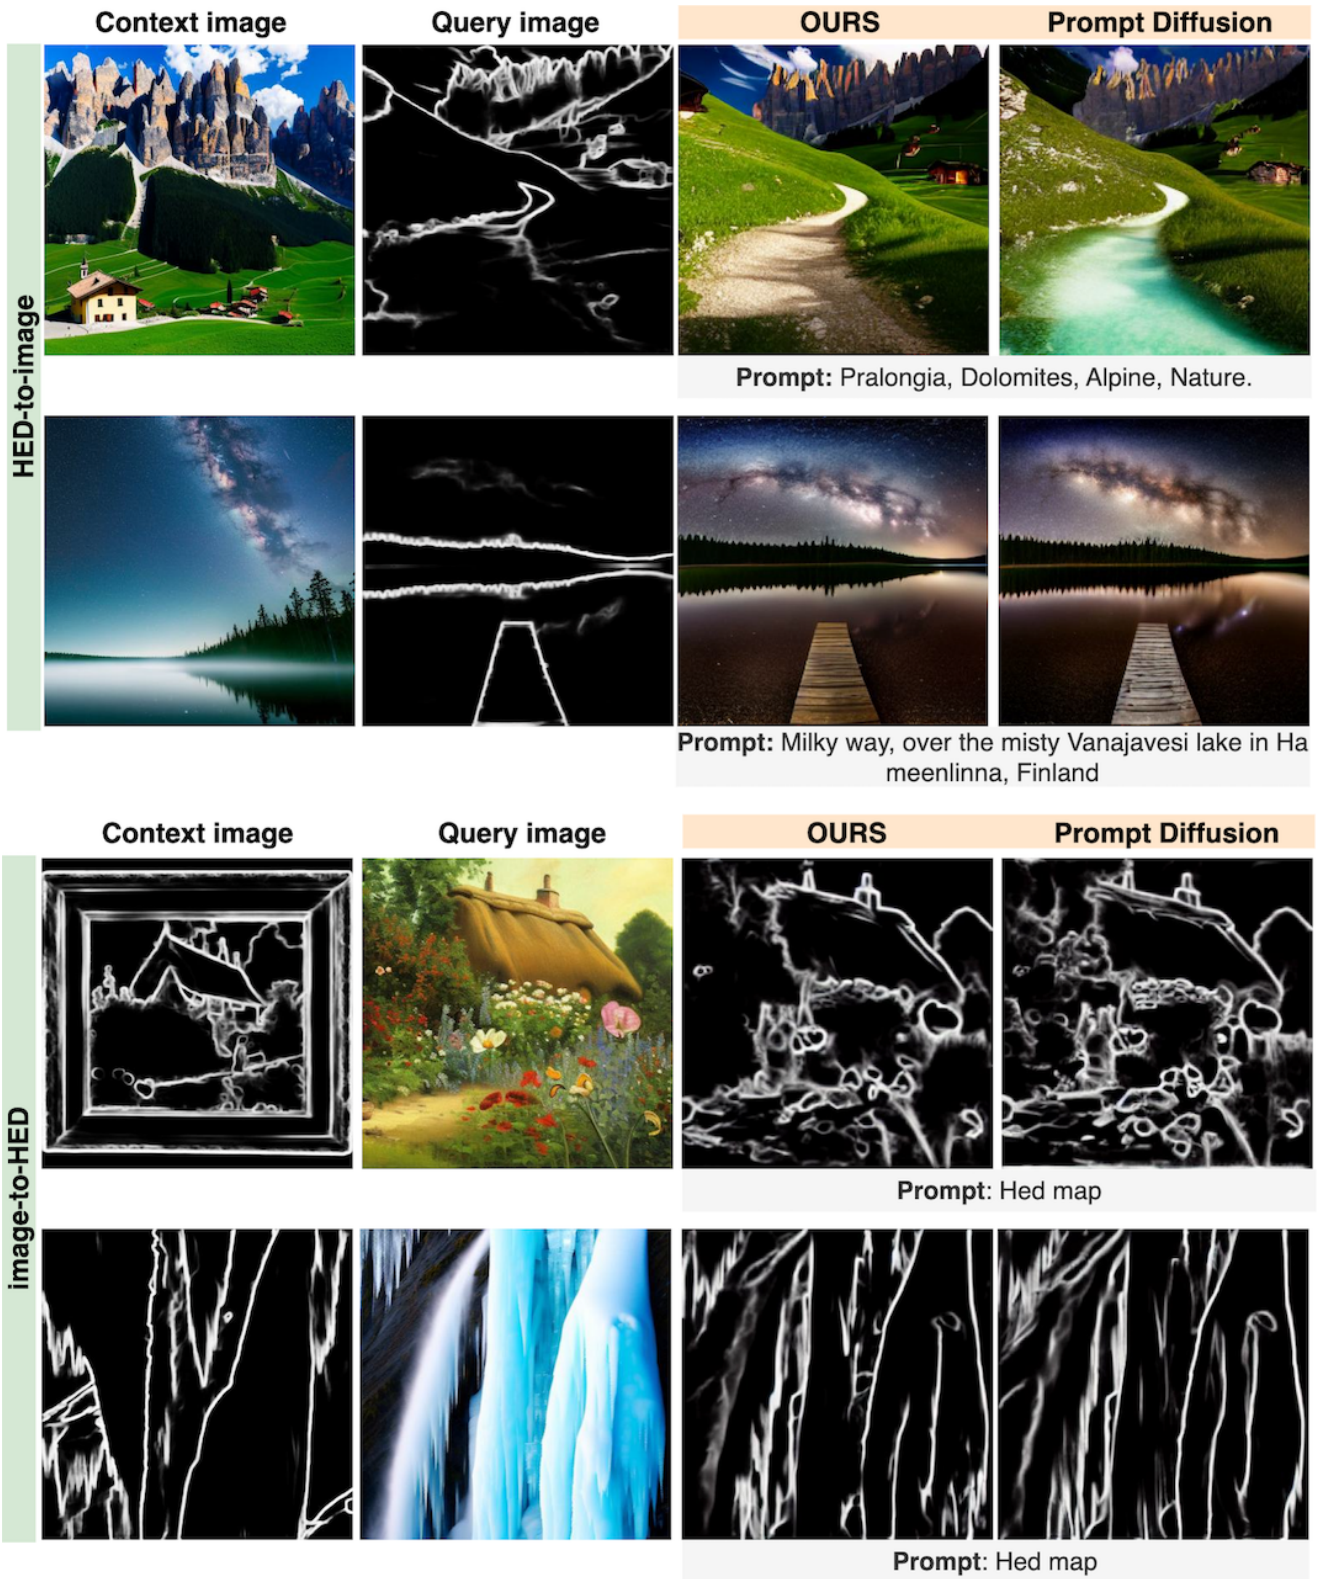 Context image
Query image
OURS
Prompt Diffusion
HED-to-image
Prompt: Pralongia, Dolomites, Alpine, Nature.
Prompt: Milky way, over the misty Vanajavesi lake in Ha
meenlinna, Finland
Context image
Query image
OURS
Prompt Diffusion
image-to-HED
Prompt: Hed map
Prompt: Hed map